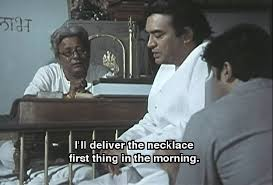 लाभ
I'll deliver the necklace
first thing in the morning.